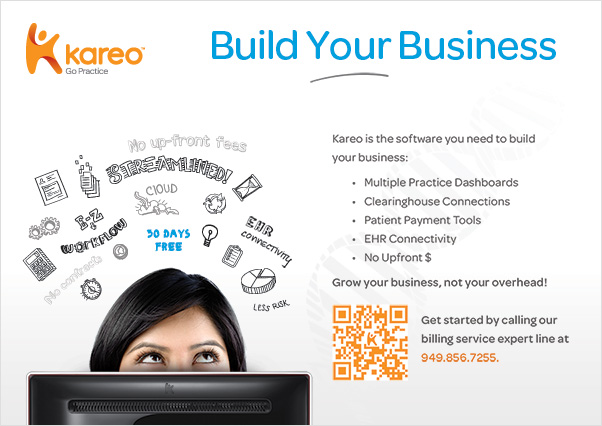 kareo™
Go Practice
Build Your Business
No up-front fees
STREAMLINED!
CLOUD
E-Z
WORKFLOW
30 DAYS
FREE
EHR
CONNECTIVITY
No contracts
LESS RISK
Kareo is the software you need to build
your business:
• Multiple Practice Dashboards
• Clearinghouse Connections
• Patient Payment Tools
• EHR Connectivity
• No Upfront $
Grow your business, not your overhead!
Get started by calling our
billing service expert line at
949.856.7255.